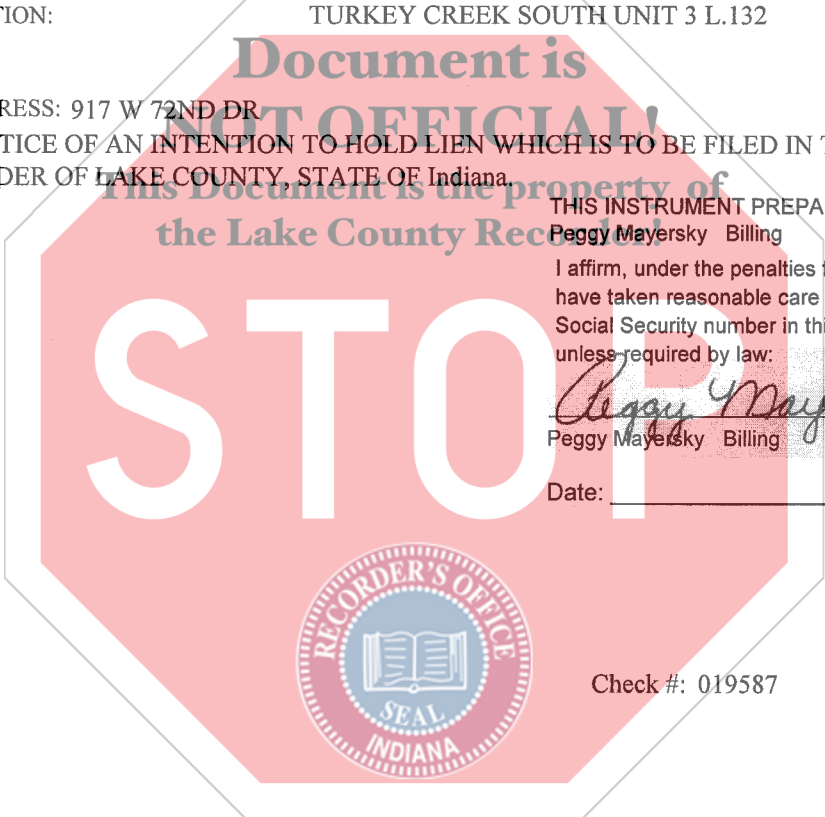 TION: TURKEY CREEK SOUTH UNIT 3 L.132
Document is
RESS: 917 W 72ND DR
NOT OFFICIAL!
TICE OF AN INTENTION TO HOLD LIEN WHICH IS TO BE FILED IN T
DER OF LAKE COUNTY, STATE OF Indiana.
This Document is the property of
the Lake County Recorder!
THIS INSTRUMENT PREPA
Peggy Mayersky Billing
I affirm, under the penalties f
have taken reasonable care
Social Security number in thi
unless required by law:
Peggy May
Peggy Mayersky Billing
Date:
STOP
RECORDER'S OFFICE
SEAL
INDIANA
Check #: 019587